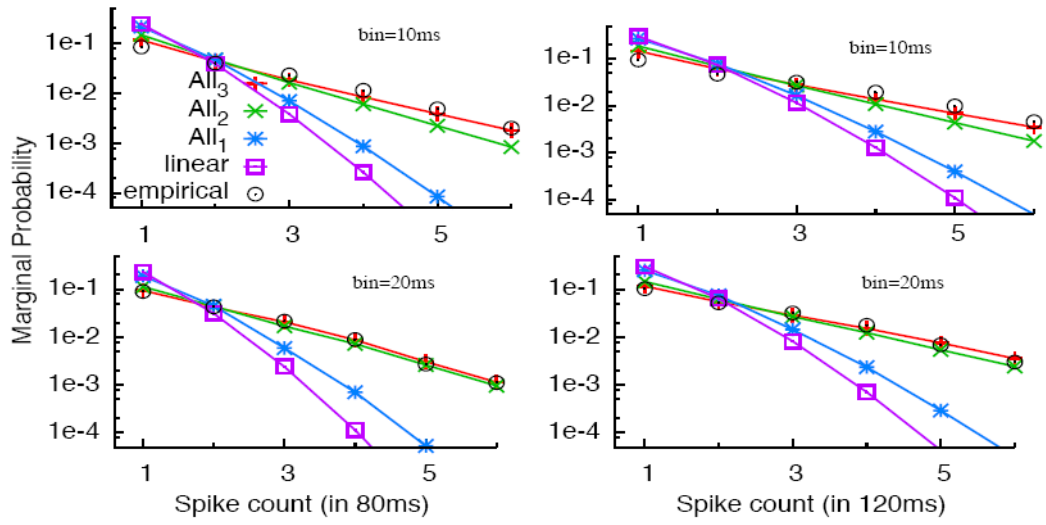 Marginal Probability
bin=10ms
1e-1
1e-2
1e-3
1e-4
All3
All2
All1
linear
empirical
1 3 5
bin=10ms
1e-1
1e-2
1e-3
1e-4
1 3 5
bin=20ms
1e-1
1e-2
1e-3
1e-4
1 3 5
Spike count (in 80ms)
bin=20ms
1e-1
1e-2
1e-3
1e-4
1 3 5
Spike count (in 120ms)